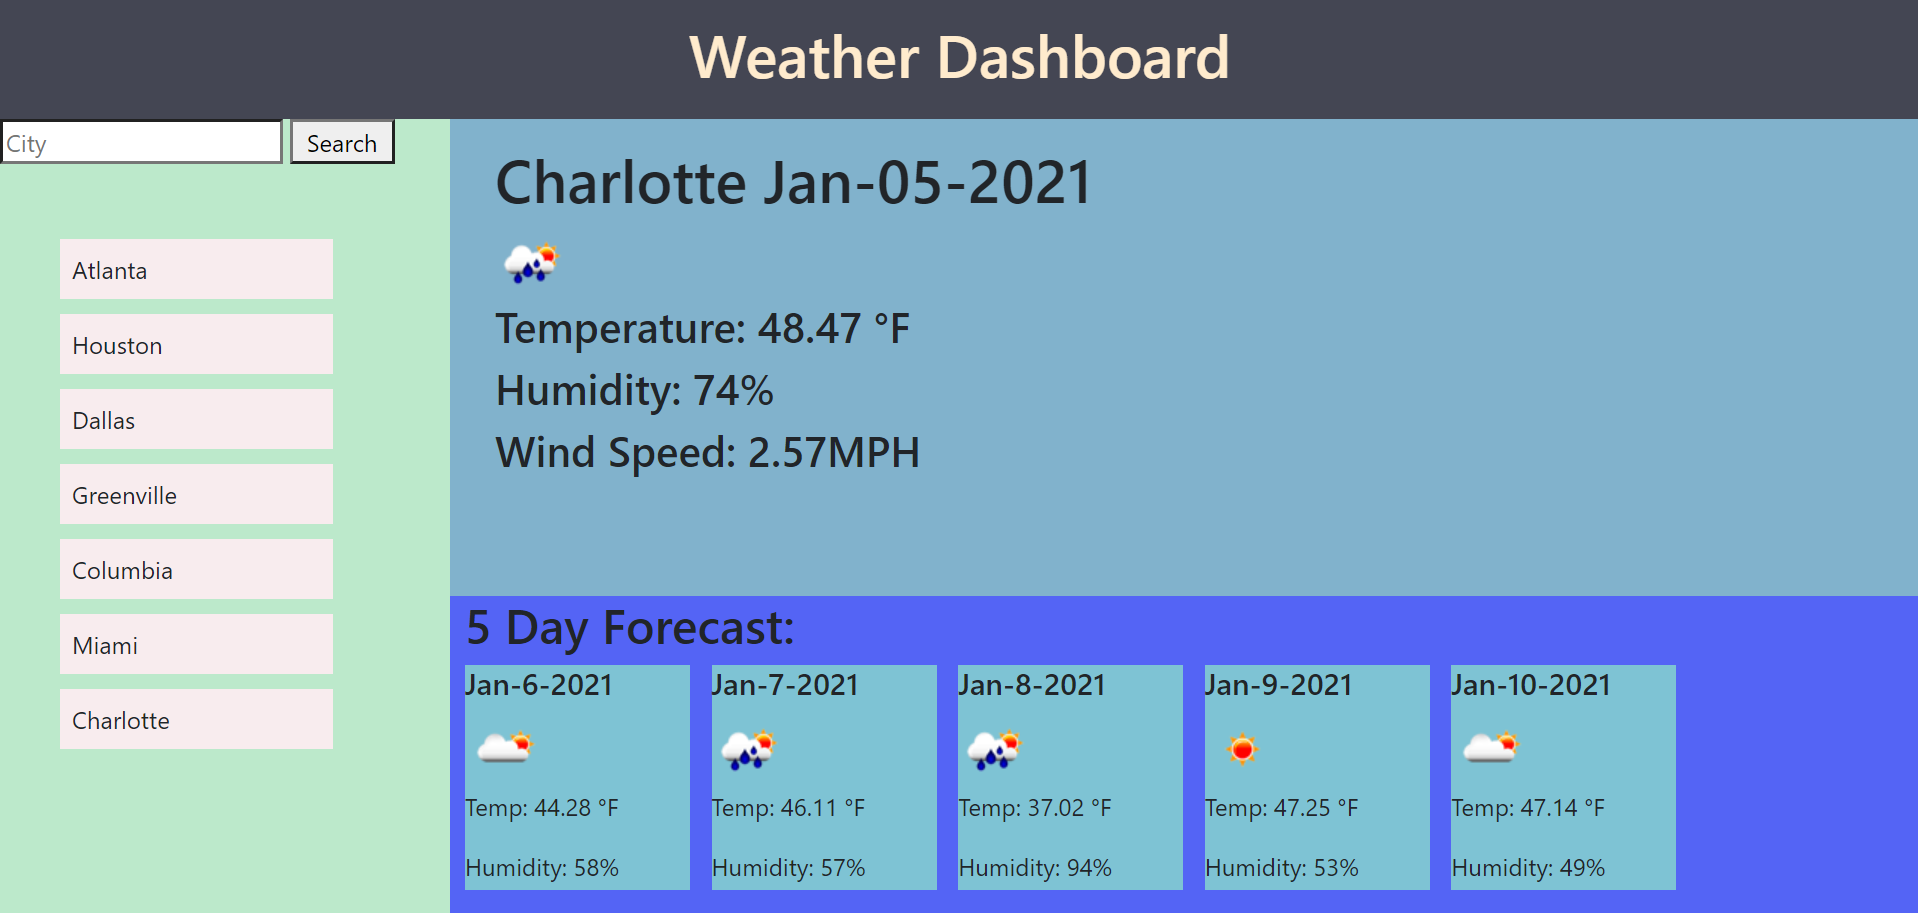 Weather Dashboard
City
Search
Atlanta
Houston
Dallas
Greenville
Columbia
Miami
Charlotte
Charlotte Jan-05-2021
Temperature: 48.47 °F
Humidity: 74%
Wind Speed: 2.57MPH
5 Day Forecast:
Jan-6-2021
Temp: 44.28 °F
Humidity: 58%
Jan-7-2021
Temp: 46.11 °F
Humidity: 57%
Jan-8-2021
Temp: 37.02 °F
Humidity: 94%
Jan-9-2021
Temp: 47.25 °F
Humidity: 53%
Jan-10-2021
Temp: 47.14 °F
Humidity: 49%